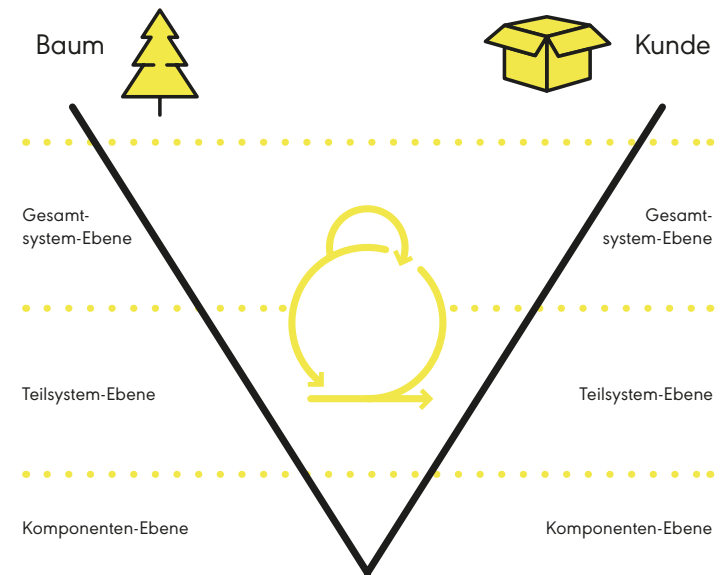 Baum
Kunde
Gesamt-
system-Ebene
Gesamt-
system-Ebene
Teilsystem-Ebene
Teilsystem-Ebene
Komponenten-Ebene
Komponenten-Ebene